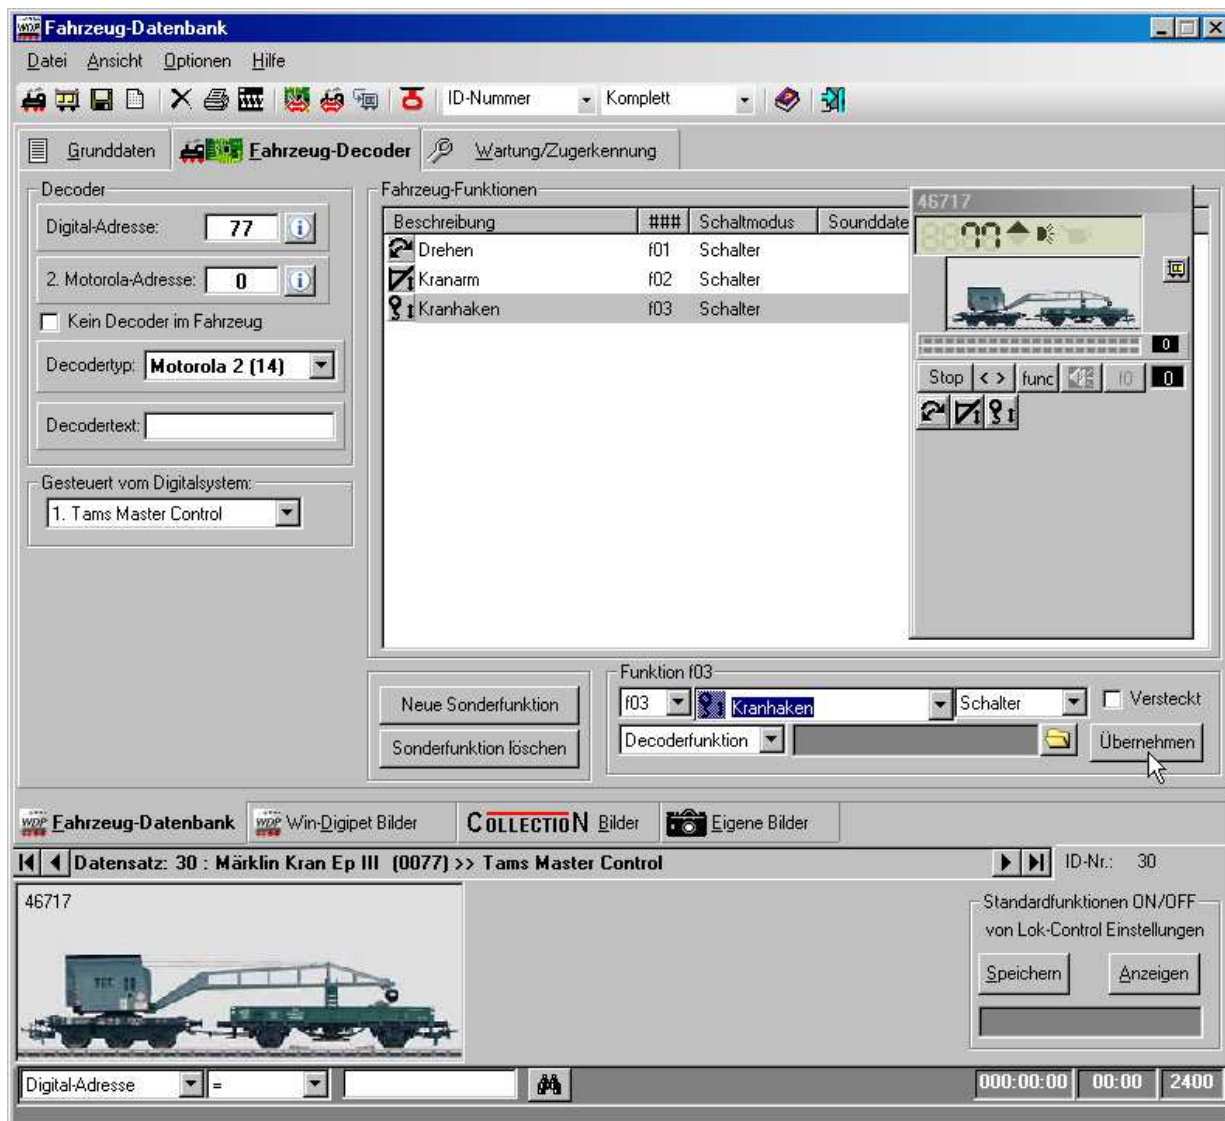 WDP Fahrzeug-Datenbank
Datei Ansicht Optionen Hilfe
ID-Nummer Komplett
Grunddaten Fahrzeug-Decoder Wartung/Zugerkennung
Decoder
Digital-Adresse: 77
2. Motorola-Adresse: 0
Kein Decoder im Fahrzeug
Decodertyp: Motorola 2 (14)
Decodertext:
Gesteuert vom Digitalsystem:
1. Tams Master Control
Fahrzeug-Funktionen
Beschreibung ### Schaltmodus Sounddate
Drehen f01 Schalter
Kranarm f02 Schalter
Kranhaken f03 Schalter
46717
77
0
Stop < > func f0 0
Neue Sonderfunktion
Sonderfunktion löschen
Funktion f03
f03 Kranhaken Schalter Versteckt
Decoderfunktion Übernehmen
WDP Fahrzeug-Datenbank WDP Win-Digipet Bilder COLLECTION Bilder Eigene Bilder
Datensatz: 30 : Märklin Kran Ep III (0077) >> Tams Master Control ID-Nr.: 30
46717
Standardfunktionen ON/OFF
von Lok-Control Einstellungen
Speichern Anzeigen
Digital-Adresse = 000:00:00 00:00 2400